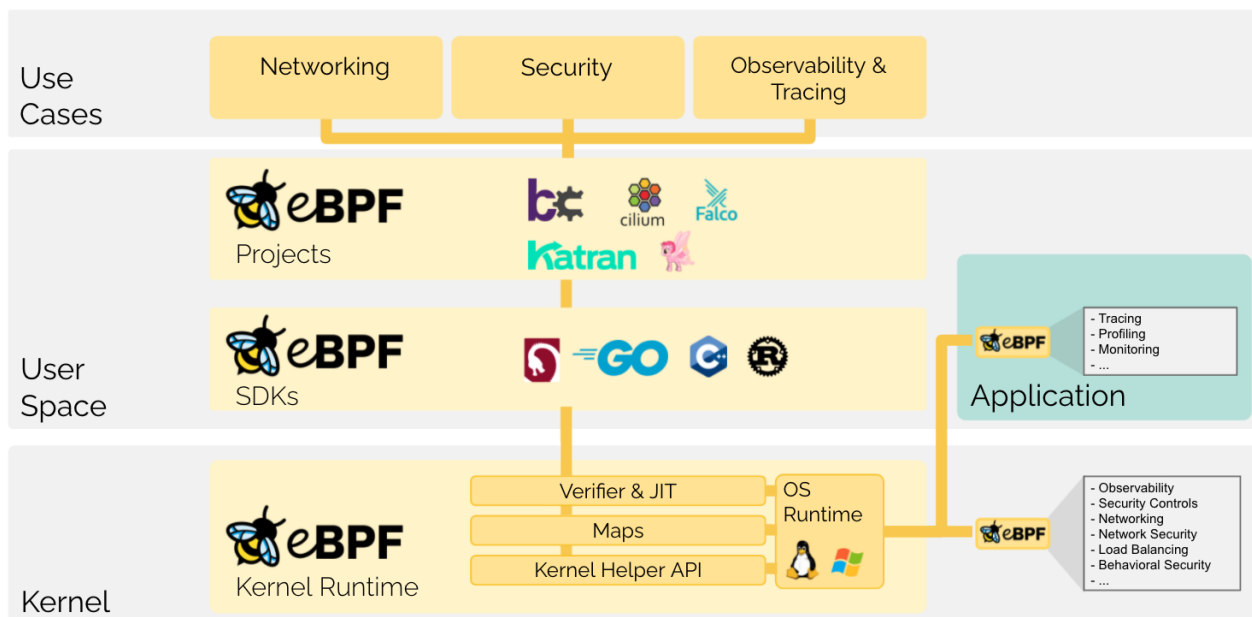 Use
Cases
Networking
Security
Observability &
Tracing
User
Space
eBPF
Projects
bc
cilium
Falco
Katran
eBPF
SDKs
GO
C++
R
eBPF
Application
- Tracing
- Profiling
- Monitoring
- ...
Kernel
eBPF
Kernel Runtime
Verifier & JIT
Maps
Kernel Helper API
OS
Runtime
eBPF
- Observability
- Security Controls
- Networking
- Network Security
- Load Balancing
- Behavioral Security
- ...